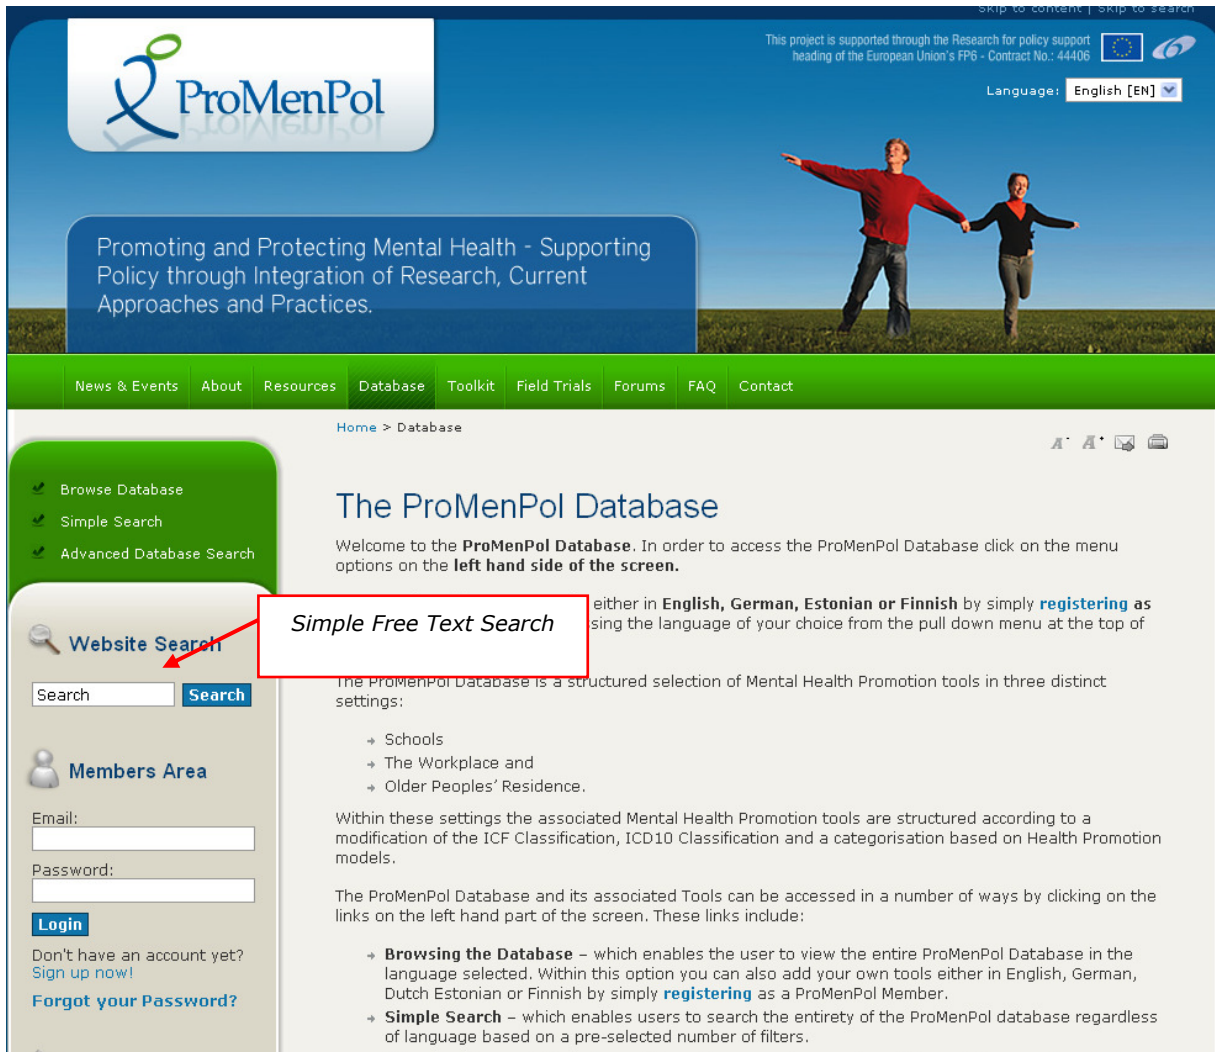 Skip to content | Skip to search
This project is supported through the Research for policy support
heading of the European Union's FP6 - Contract No.: 44406
Language: English [EN]
ProMenPol
Promoting and Protecting Mental Health - Supporting
Policy through Integration of Research, Current
Approaches and Practices.
News & Events About Resources Database Toolkit Field Trials Forums FAQ Contact
Home > Database
A- A+
Browse Database
Simple Search
Advanced Database Search
Website Search
Search Search
Members Area
Email:
Password:
Login
Don't have an account yet?
Sign up now!
Forgot your Password?
Simple Free Text Search
The ProMenPol Database
Welcome to the ProMenPol Database. In order to access the ProMenPol Database click on the menu
options on the left hand side of the screen.
either in English, German, Estonian or Finnish by simply registering as
sing the language of your choice from the pull down menu at the top of
The ProMenPol Database is a structured selection of Mental Health Promotion tools in three distinct
settings:
Schools
The Workplace and
Older Peoples' Residence.
Within these settings the associated Mental Health Promotion tools are structured according to a
modification of the ICF Classification, ICD10 Classification and a categorisation based on Health Promotion
models.
The ProMenPol Database and its associated Tools can be accessed in a number of ways by clicking on the
links on the left hand part of the screen. These links include:
Browsing the Database – which enables the user to view the entire ProMenPol Database in the
language selected. Within this option you can also add your own tools either in English, German,
Dutch Estonian or Finnish by simply registering as a ProMenPol Member.
Simple Search – which enables users to search the entirety of the ProMenPol database regardless
of language based on a pre-selected number of filters.